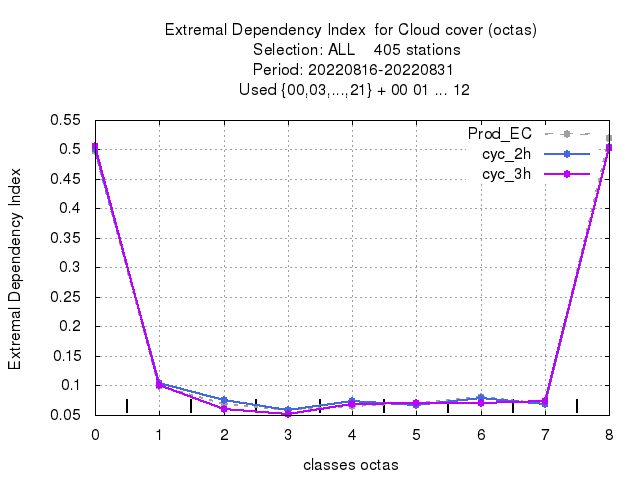 Extremal Dependency Index  for Cloud cover (octas)
Selection: ALL    405 stations
Period: 20220816-20220831
Used {00,03,...,21} + 00 01 ... 12
Prod_EC
cyc_2h
cyc_3h
Extremal Dependency Index
0.55
0.5
0.45
0.4
0.35
0.3
0.25
0.2
0.15
0.1
0.05
0 1 2 3 4 5 6 7 8
classes octas